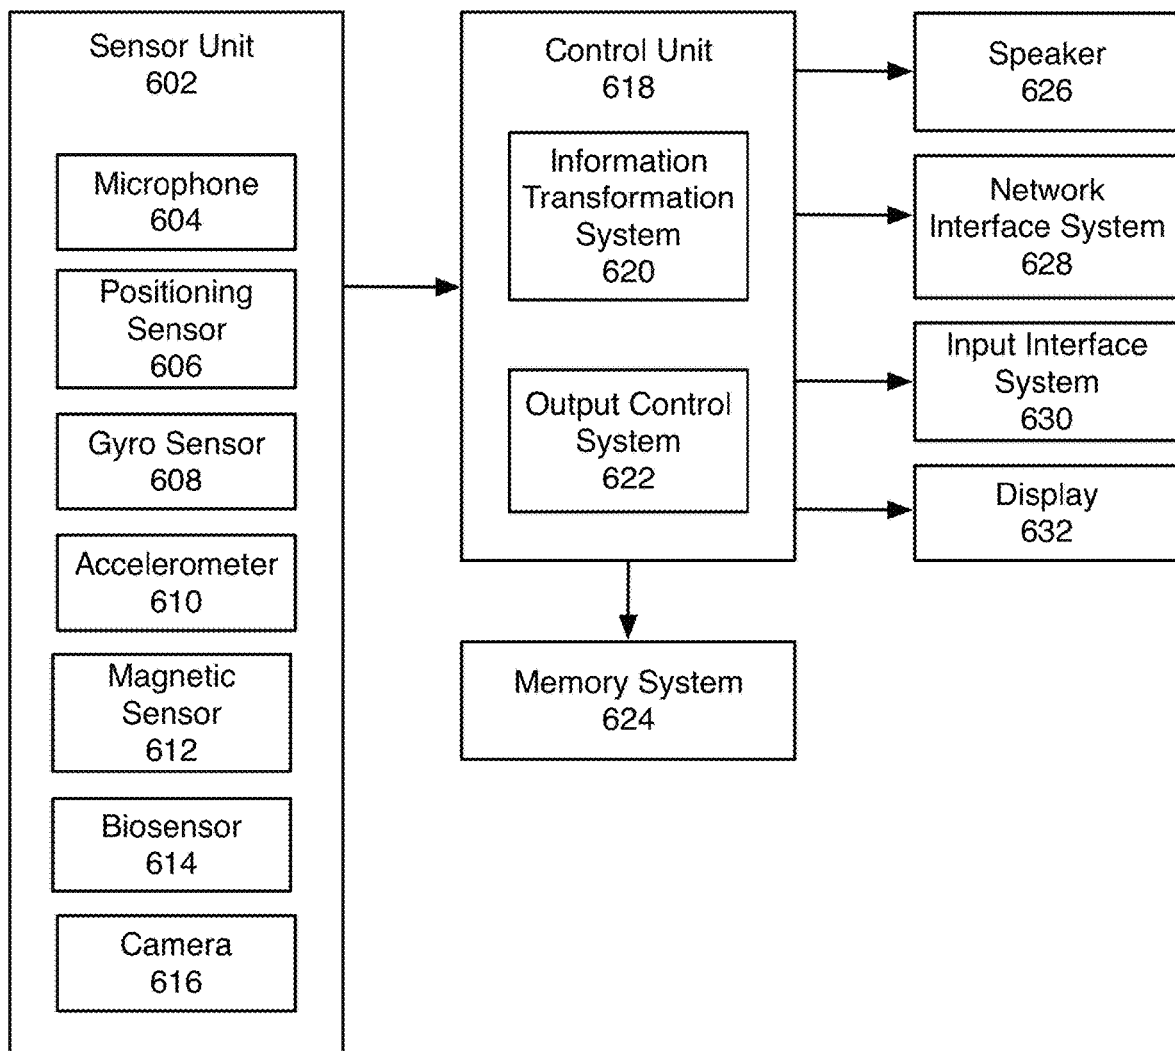 Sensor Unit
602
Microphone
604
Positioning
Sensor
606
Gyro Sensor
608
Accelerometer
610
Magnetic
Sensor
612
Biosensor
614
Camera
616
Control Unit
618
Information
Transformation
System
620
Output Control
System
622
Memory System
624
Speaker
626
Network
Interface System
628
Input Interface
System
630
Display
632